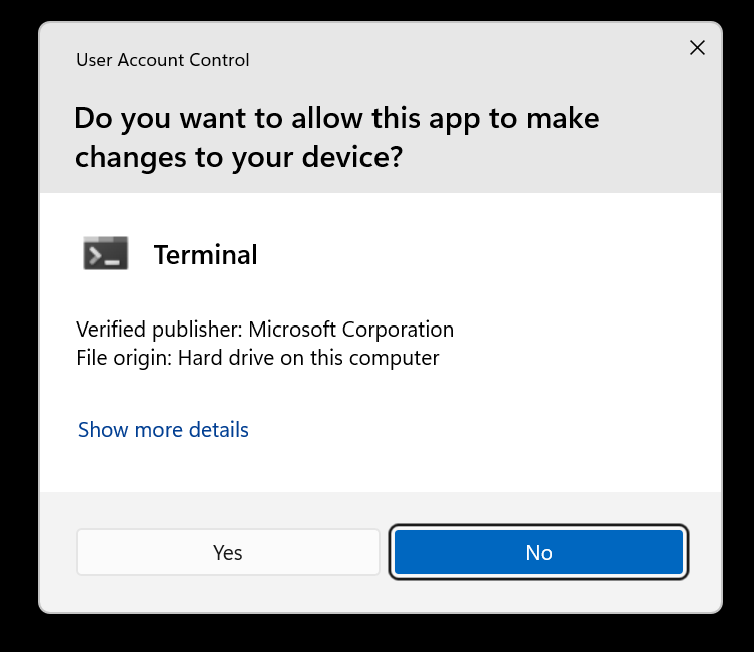 User Account Control
Do you want to allow this app to make
changes to your device?
Terminal
Verified publisher: Microsoft Corporation
File origin: Hard drive on this computer
Show more details
Yes
No